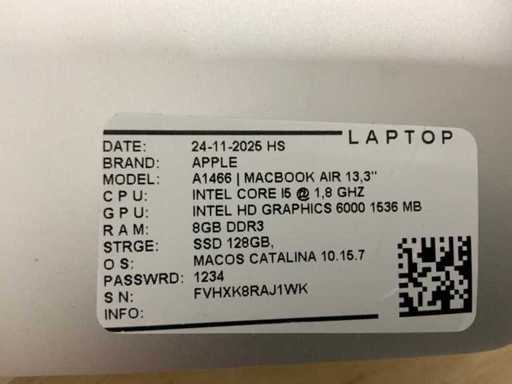 LAPTOP
DATE: 24-11-2025 HS
BRAND: APPLE
MODEL: A1466 | MACBOOK AIR 13,3"
CPU: INTEL CORE I5 @ 1,8 GHZ
GPU: INTEL HD GRAPHICS 6000 1536 MB
RAM: 8GB DDR3
STRGE: SSD 128GB,
OS: MACOS CATALINA 10.15.7
PASSWRD: 1234
SN: FVHXK8RAJ1WK
INFO: